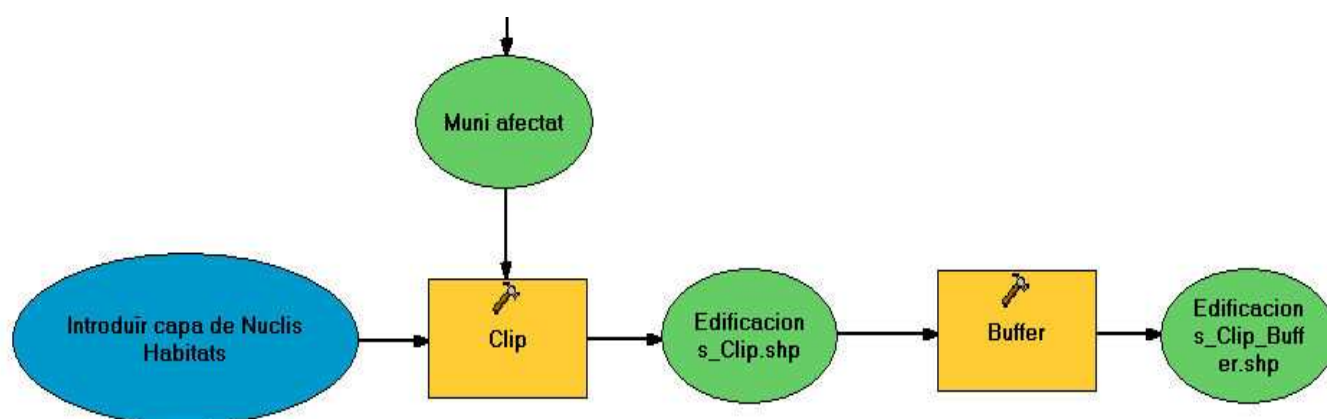 Muni afectat
Introduïr capa de Nuclis
Habitats
Clip
Edificacion
s_Clip.shp
Buffer
Edificacion
s_Clip_Buff
er.shp